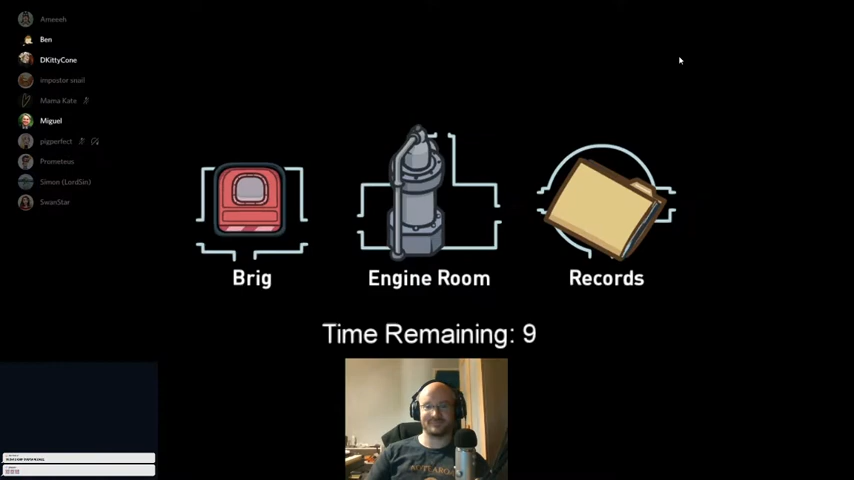 Ameeeh
Ben
DKittyCone
impostor snail
Mama Kate
Miguel
pigperfect
Prometeus
Simon (LordSin)
SwanStar
Brig
Engine Room
Records
Time Remaining: 9
AOTEARO